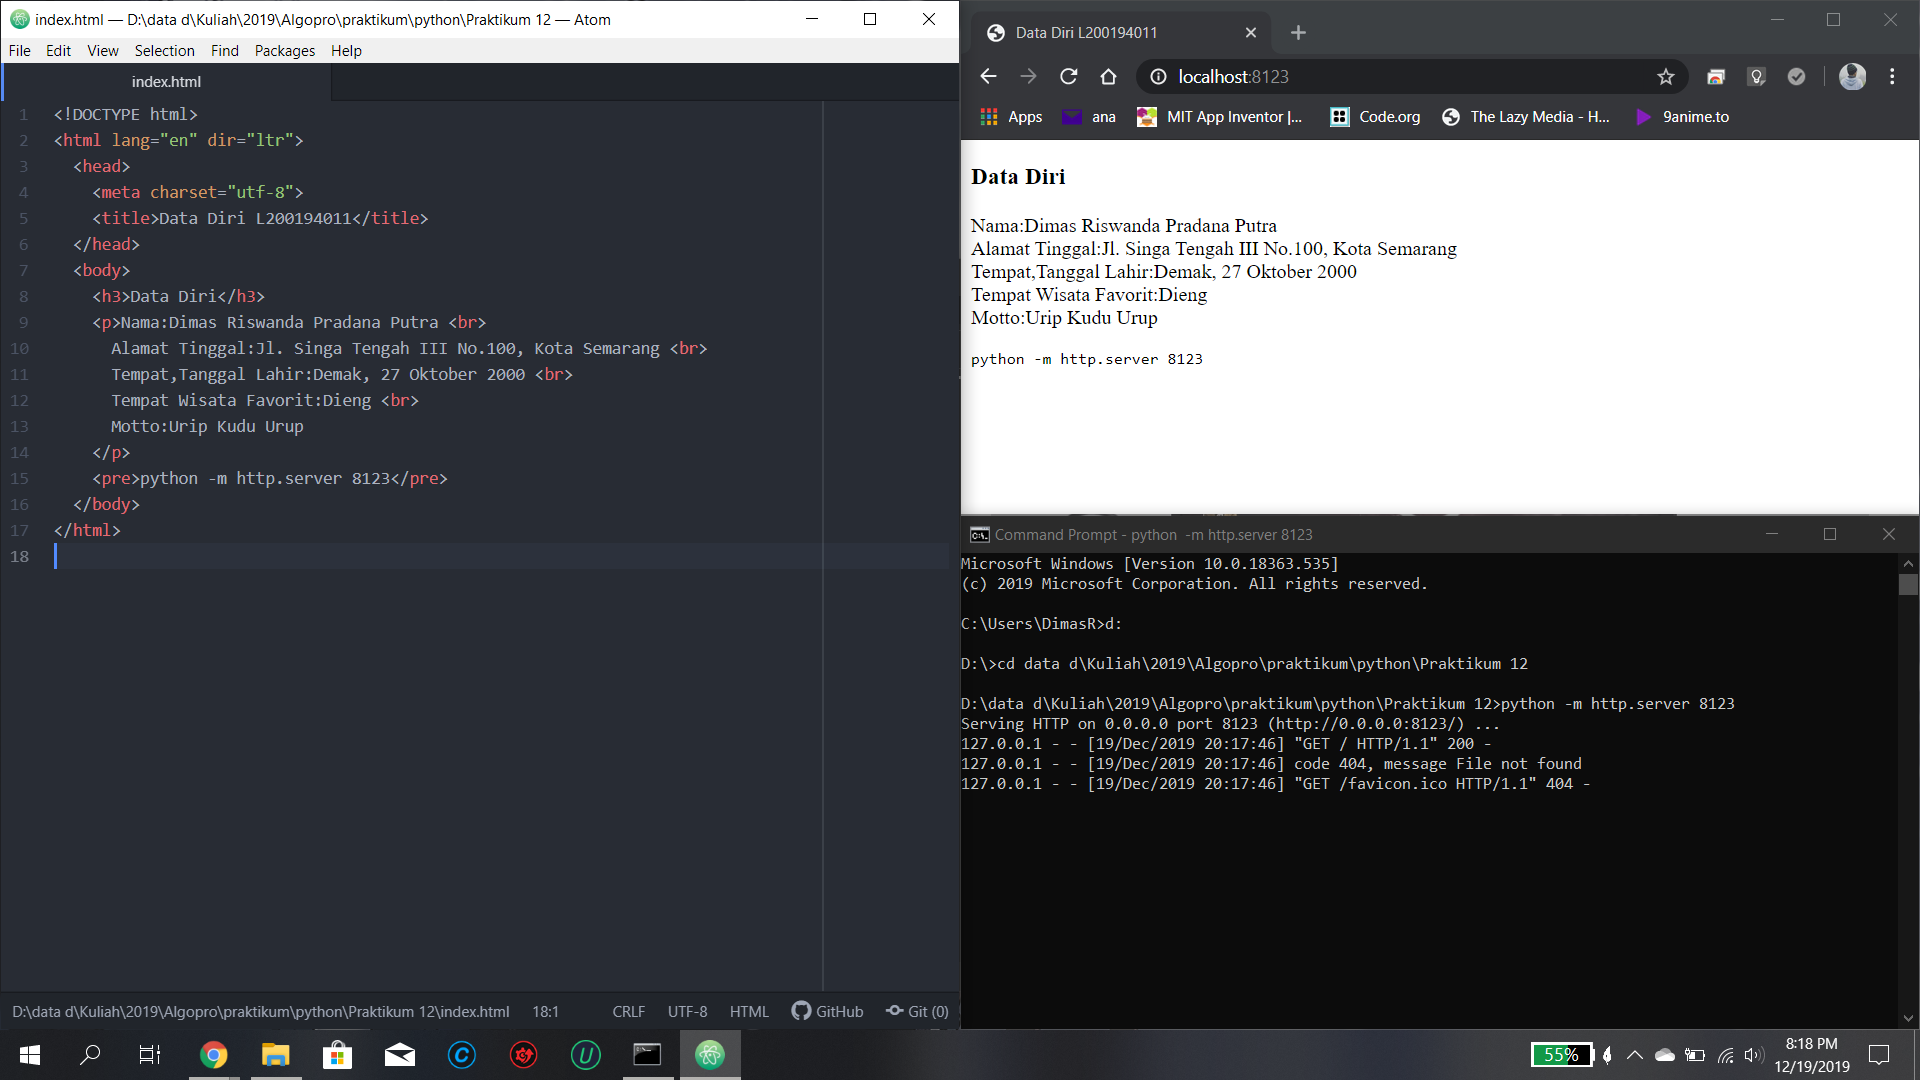 index.html — D:\data d\Kuliah\2019\Algopro\praktikum\python\Praktikum 12 — Atom
File Edit View Selection Find Packages Help
index.html
1 <!DOCTYPE html>
2 <html lang="en" dir="ltr">
3 <head>
4 <meta charset="utf-8">
5 <title>Data Diri L200194011</title>
6 </head>
7 <body>
8 <h3>Data Diri</h3>
9 <p>Nama:Dimas Riswanda Pradana Putra <br>
10 Alamat Tinggal:Jl. Singa Tengah III No.100, Kota Semarang <br>
11 Tempat,Tanggal Lahir:Demak, 27 Oktober 2000 <br>
12 Tempat Wisata Favorit:Dieng <br>
13 Motto:Urip Kudu Urup
14 </p>
15 <pre>python -m http.server 8123</pre>
16 </body>
17 </html>
18
D:\data d\Kuliah\2019\Algopro\praktikum\python\Praktikum 12\index.html 18:1 CRLF UTF-8 HTML GitHub Git (0)
Data Diri L200194011
localhost:8123
Apps ana MIT App Inventor |... Code.org The Lazy Media - H... 9anime.to
Data Diri
Nama:Dimas Riswanda Pradana Putra
Alamat Tinggal:Jl. Singa Tengah III No.100, Kota Semarang
Tempat,Tanggal Lahir:Demak, 27 Oktober 2000
Tempat Wisata Favorit:Dieng
Motto:Urip Kudu Urup
python -m http.server 8123
Command Prompt - python  -m http.server 8123
Microsoft Windows [Version 10.0.18363.535]
(c) 2019 Microsoft Corporation. All rights reserved.
C:\Users\DimasR>d:
D:\>cd data d\Kuliah\2019\Algopro\praktikum\python\Praktikum 12
D:\data d\Kuliah\2019\Algopro\praktikum\python\Praktikum 12>python -m http.server 8123
Serving HTTP on 0.0.0.0 port 8123 (http://0.0.0.0:8123/) ...
127.0.0.1 - - [19/Dec/2019 20:17:46] "GET / HTTP/1.1" 200 -
127.0.0.1 - - [19/Dec/2019 20:17:46] code 404, message File not found
127.0.0.1 - - [19/Dec/2019 20:17:46] "GET /favicon.ico HTTP/1.1" 404 -
55%
8:18 PM
12/19/2019